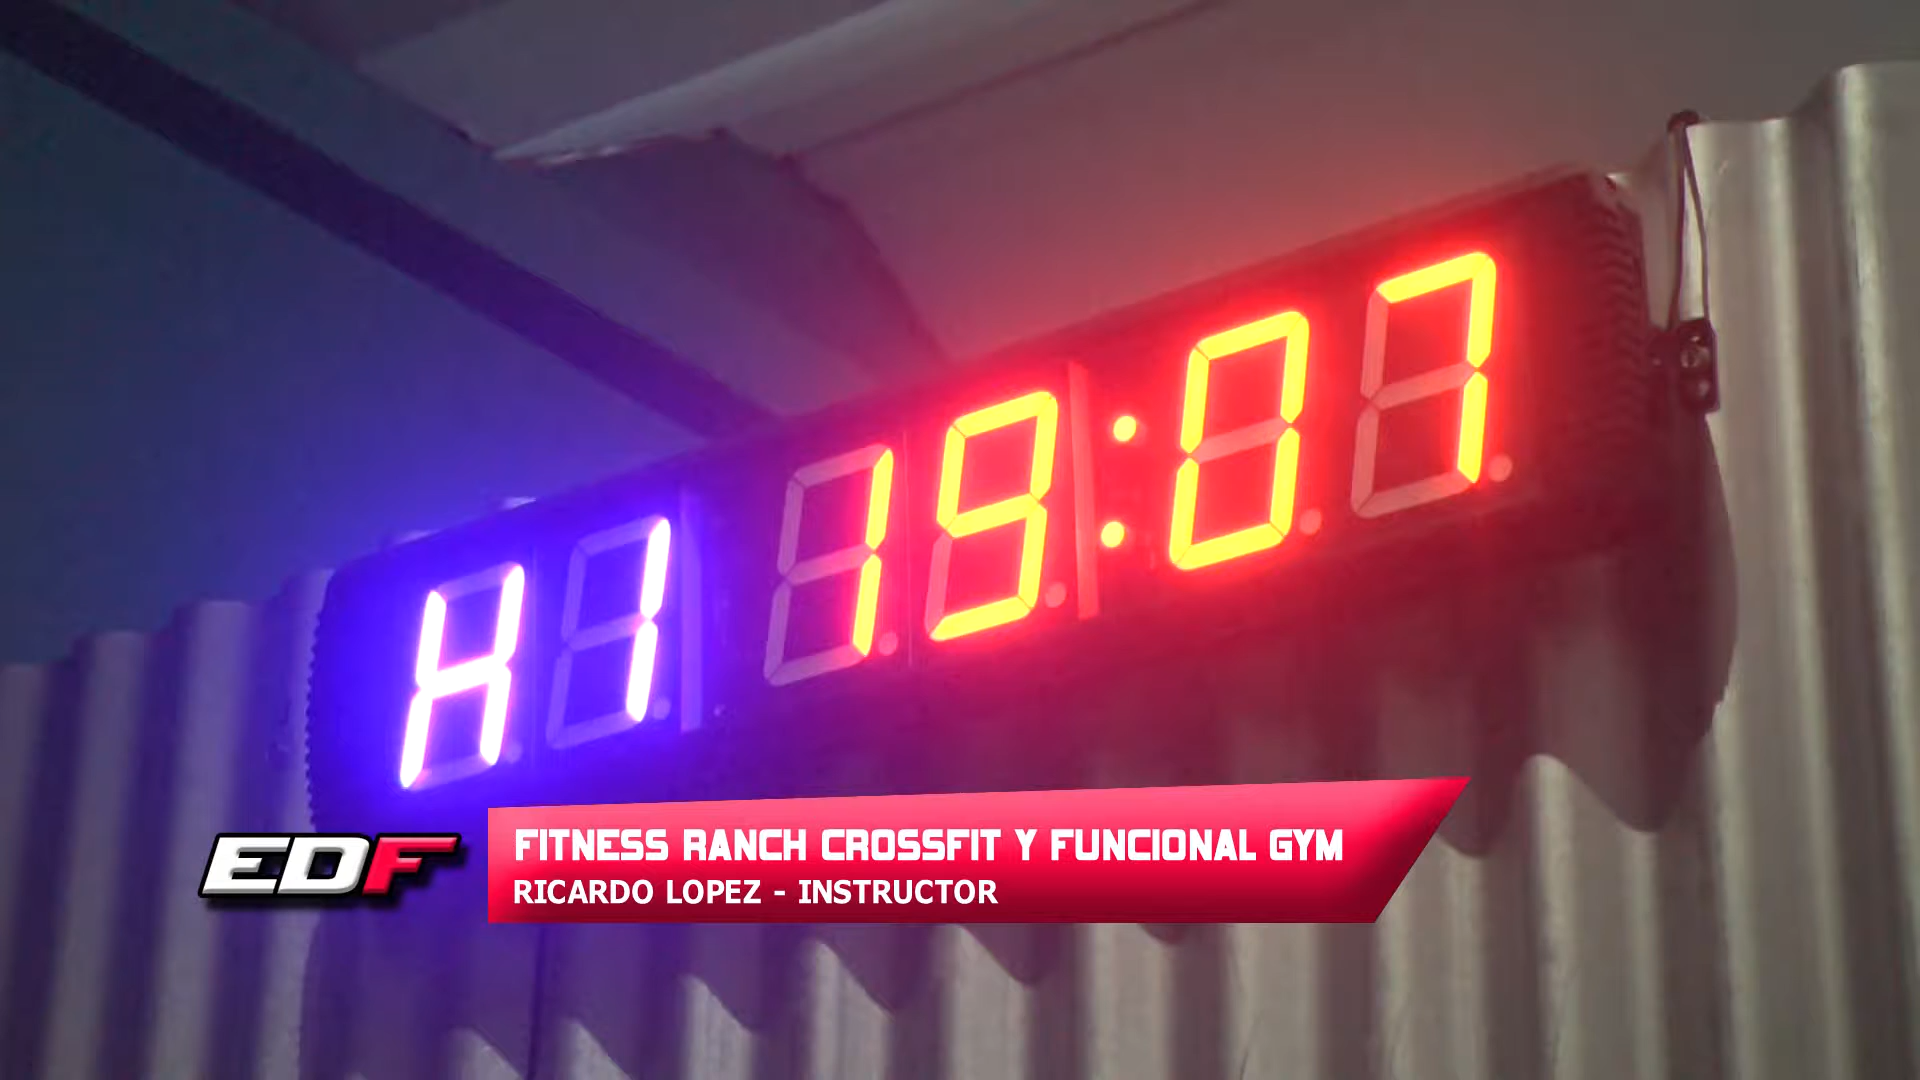 H1 19:07
EDF
FITNESS RANCH CROSSFIT Y FUNCIONAL GYM
RICARDO LOPEZ - INSTRUCTOR